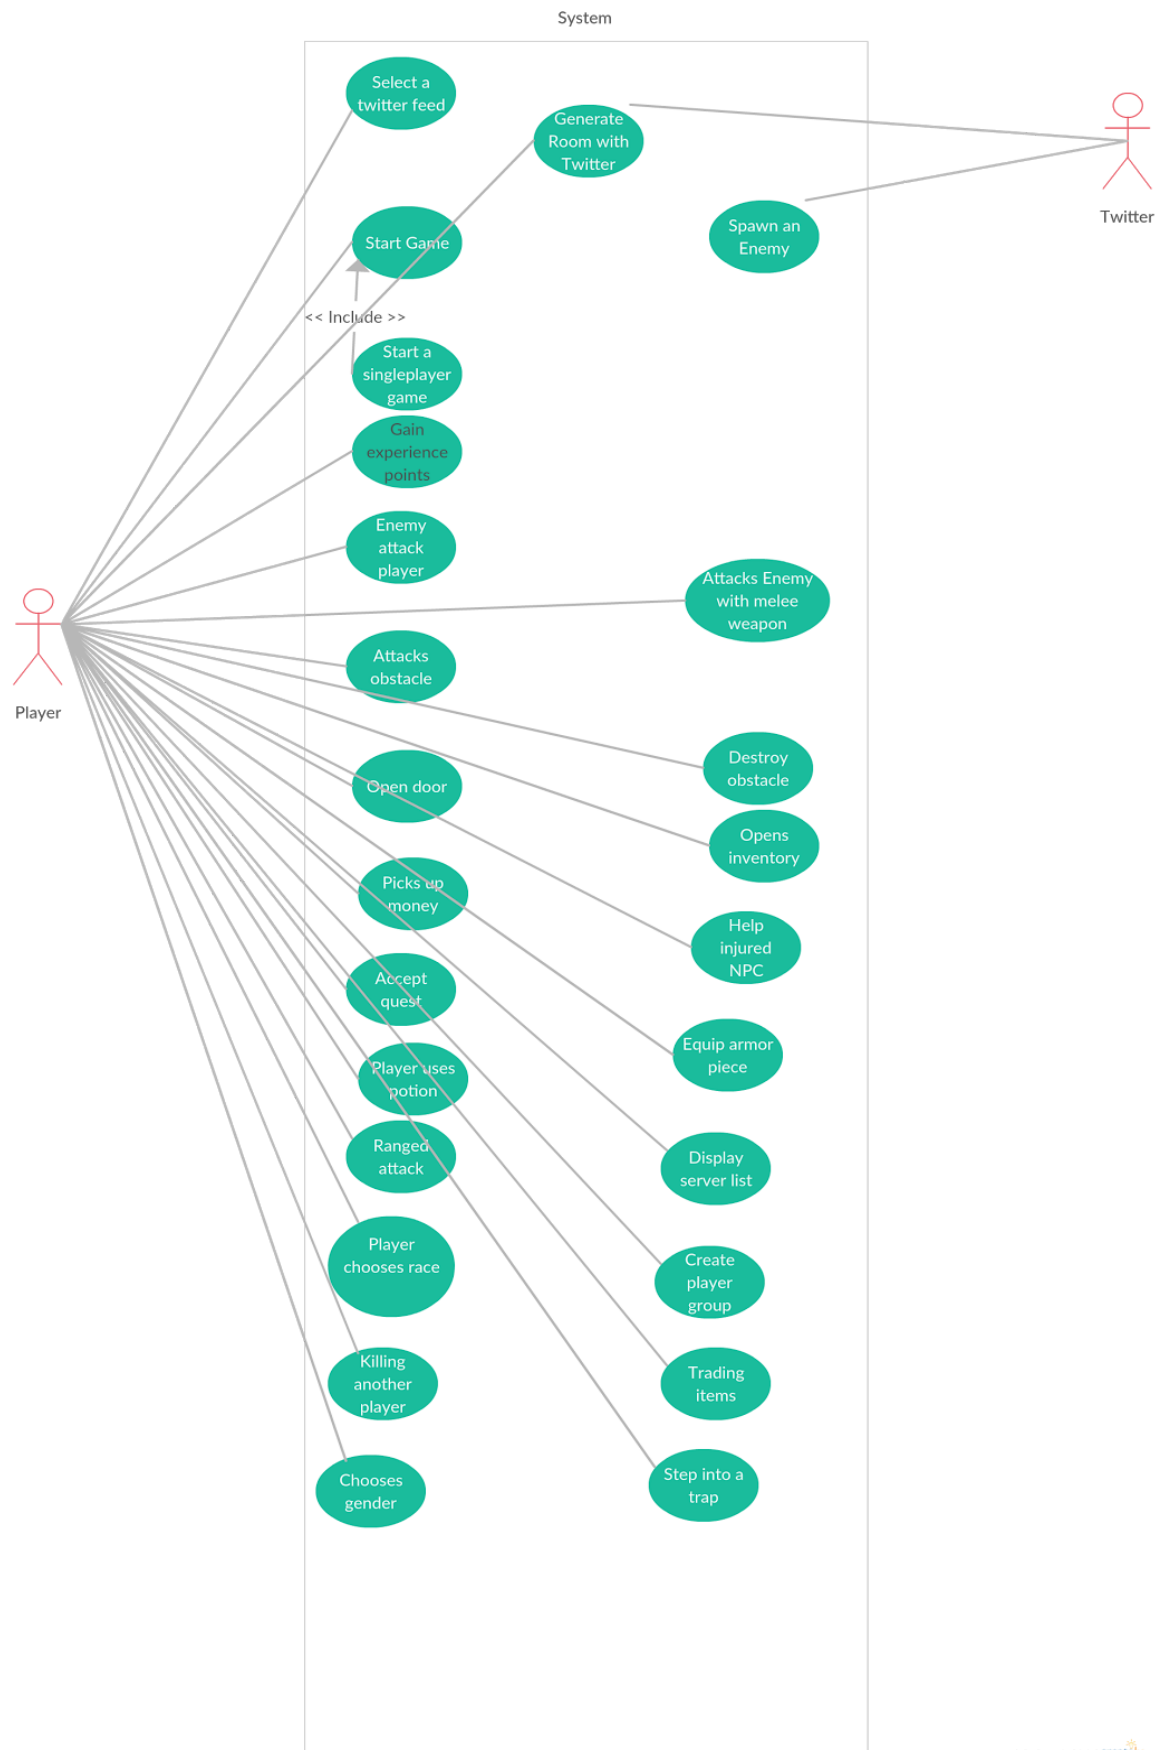 System
Select a
twitter feed
Generate
Room with
Twitter
Twitter
Spawn an
Enemy
Start Game
<< Include >>
Start a
singleplayer
game
Gain
experience
points
Enemy
attack
player
Attacks Enemy
with melee
weapon
Player
Attacks
obstacle
Destroy
obstacle
Open door
Opens
inventory
Picks up
money
Help
injured
NPC
Accept
quest
Equip armor
piece
Player uses
potion
Ranged
attack
Display
server list
Player
chooses race
Create
player
group
Killing
another
player
Trading
items
Chooses
gender
Step into a
trap